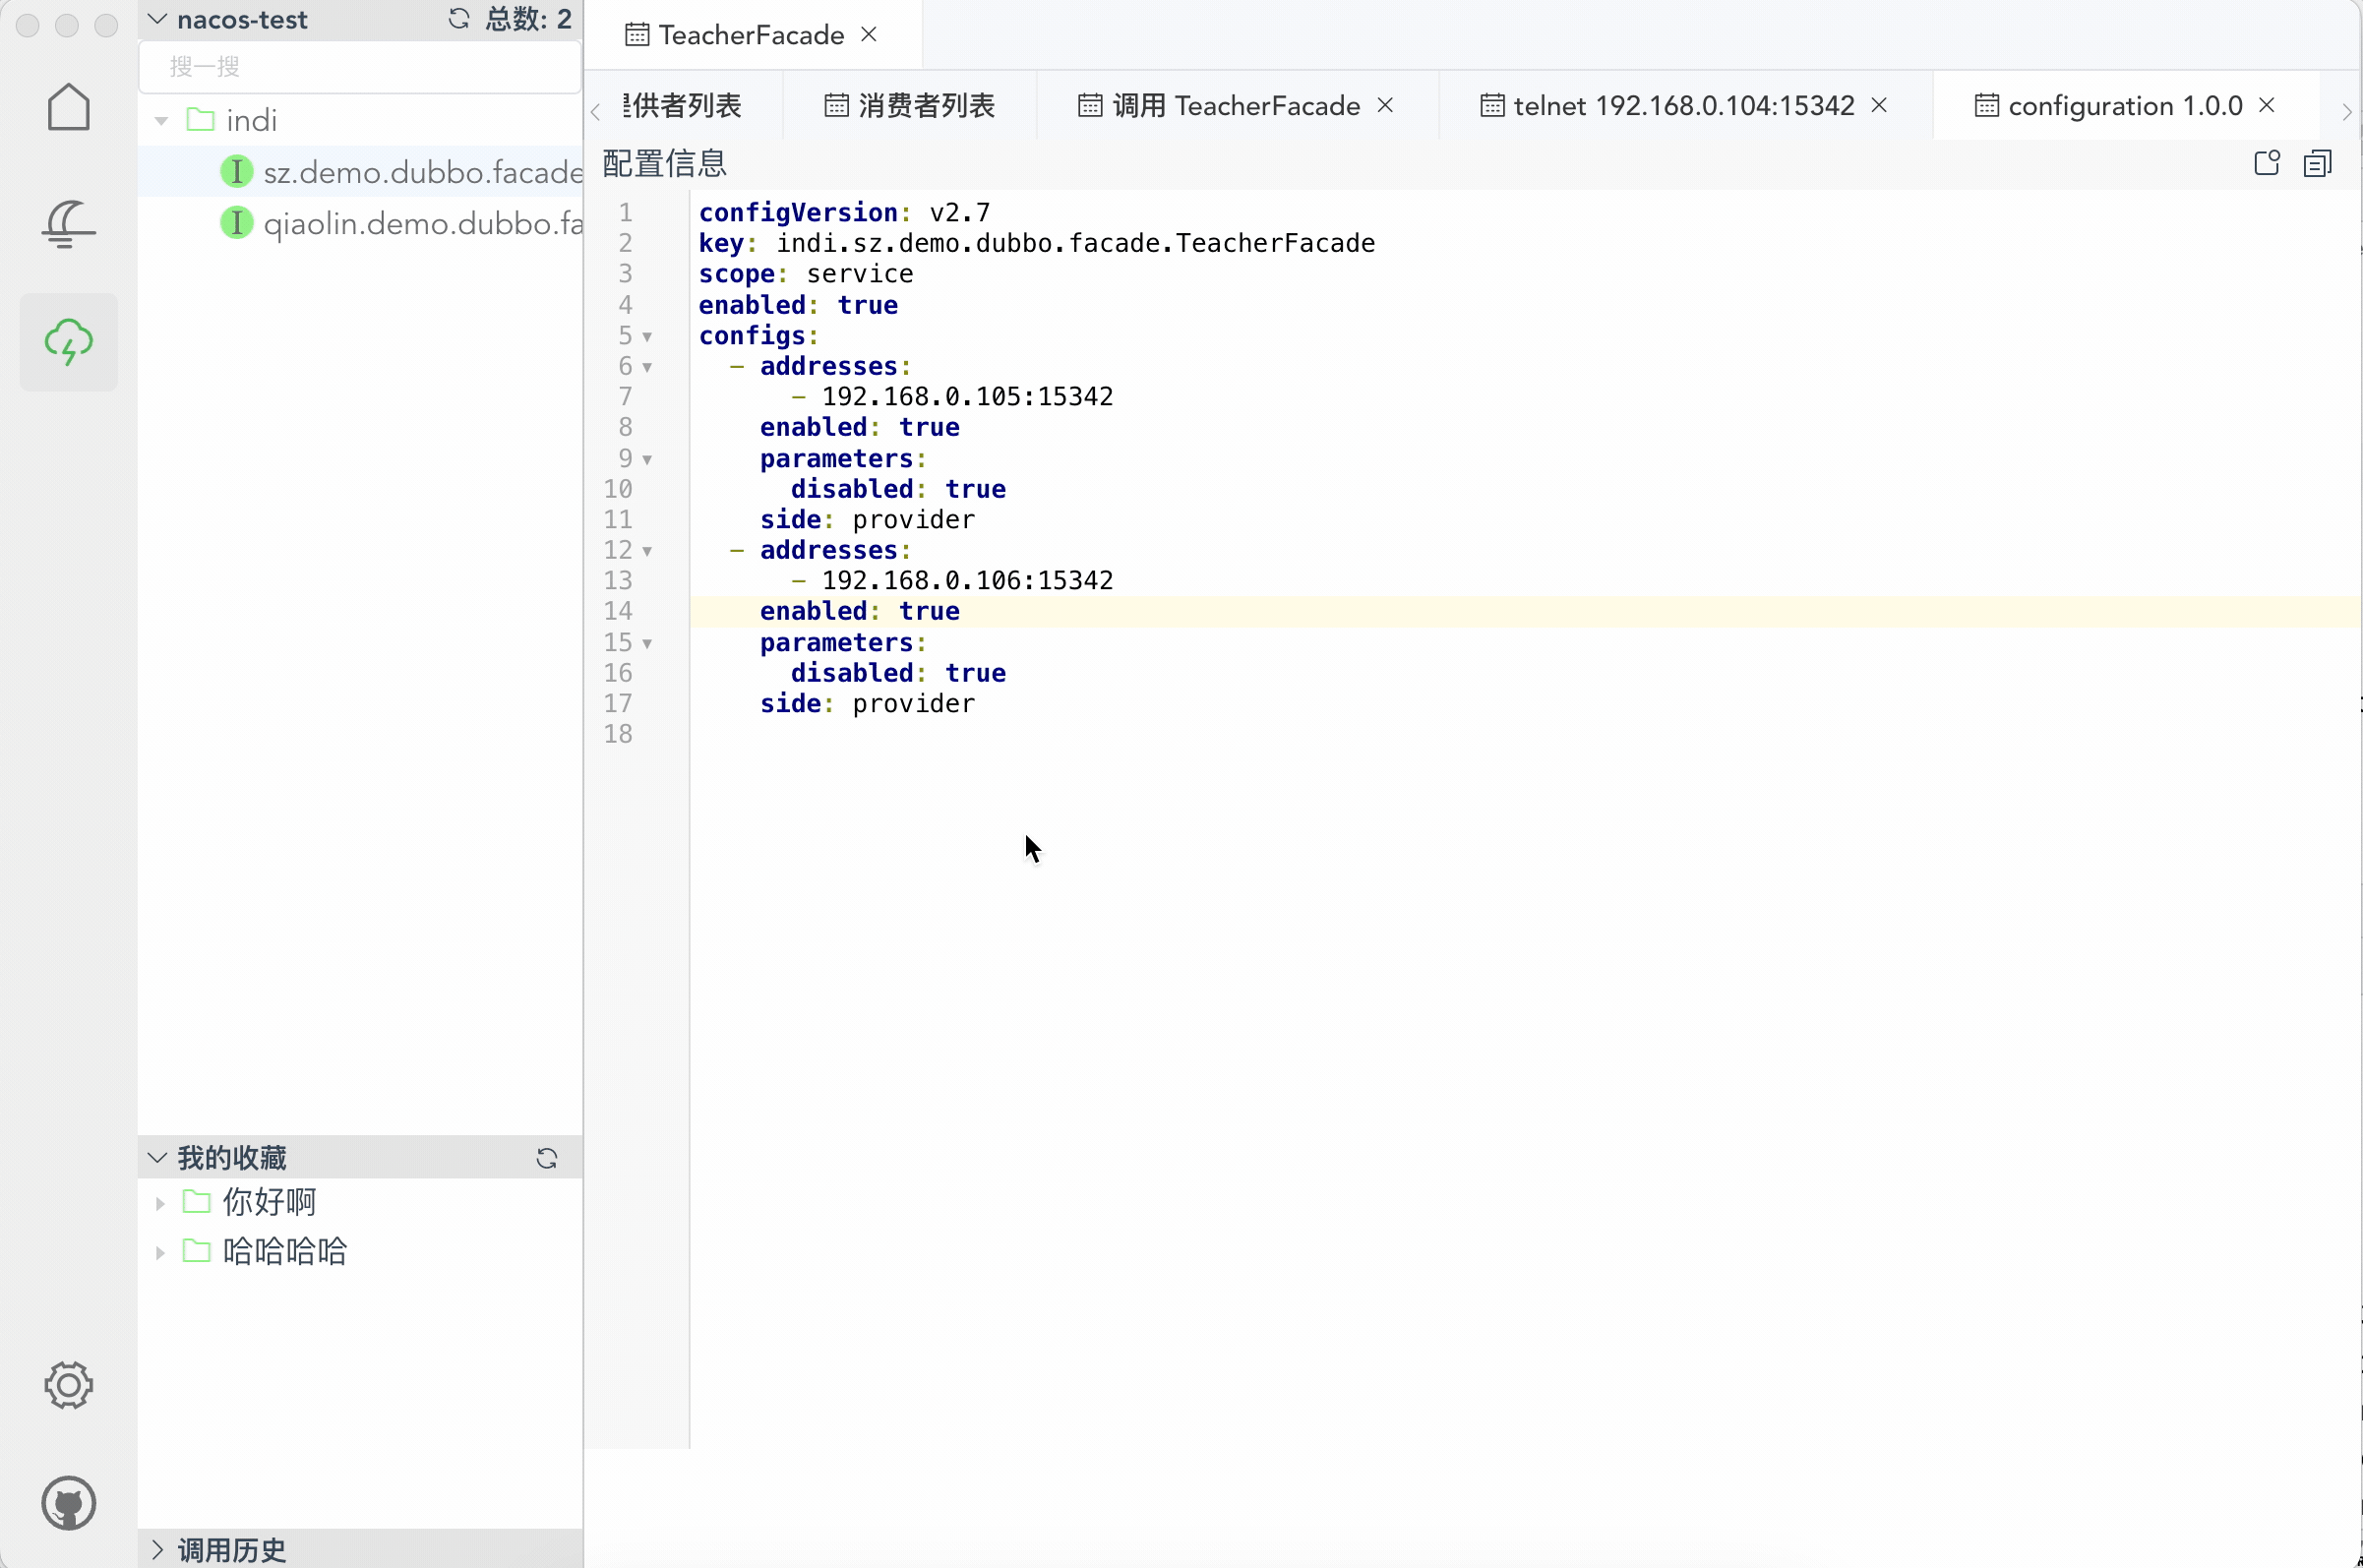 nacos-test 总数: 2
搜一搜
indi
sz.demo.dubbo.facade
qiaolin.demo.dubbo.fa
我的收藏
你好啊
哈哈哈哈
调用历史
TeacherFacade
供者列表 消费者列表 调用 TeacherFacade telnet 192.168.0.104:15342 configuration 1.0.0
配置信息
1 configVersion: v2.7
2 key: indi.sz.demo.dubbo.facade.TeacherFacade
3 scope: service
4 enabled: true
5 configs:
6 - addresses:
7 - 192.168.0.105:15342
8 enabled: true
9 parameters:
10 disabled: true
11 side: provider
12 - addresses:
13 - 192.168.0.106:15342
14 enabled: true
15 parameters:
16 disabled: true
17 side: provider
18